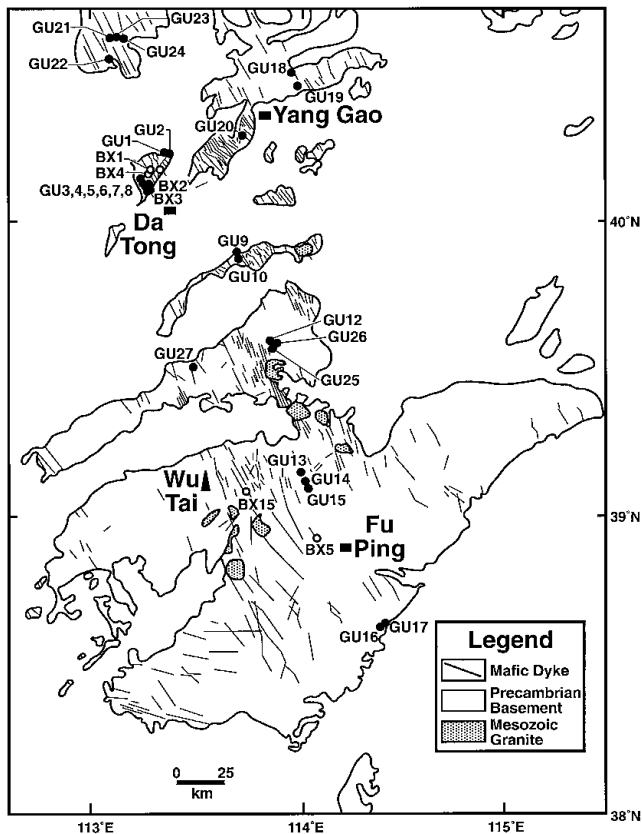 GU23
GU21
GU24
GU22
GU18
GU19
Yang Gao
GU20
GU2
GU1
BX1
BX4
BX2
GU3,4,5,6,7,8
BX3
Da
Tong
40°N
GU9
GU10
GU12
GU26
GU27
GU25
GU13
GU14
GU15
Wu
Tai
BX15
39°N
Fu
Ping
BX5
GU16
GU17
Legend
Mafic Dyke
Precambrian
Basement
Mesozoic
Granite
0 25
km
38°N
113°E
114°E
115°E